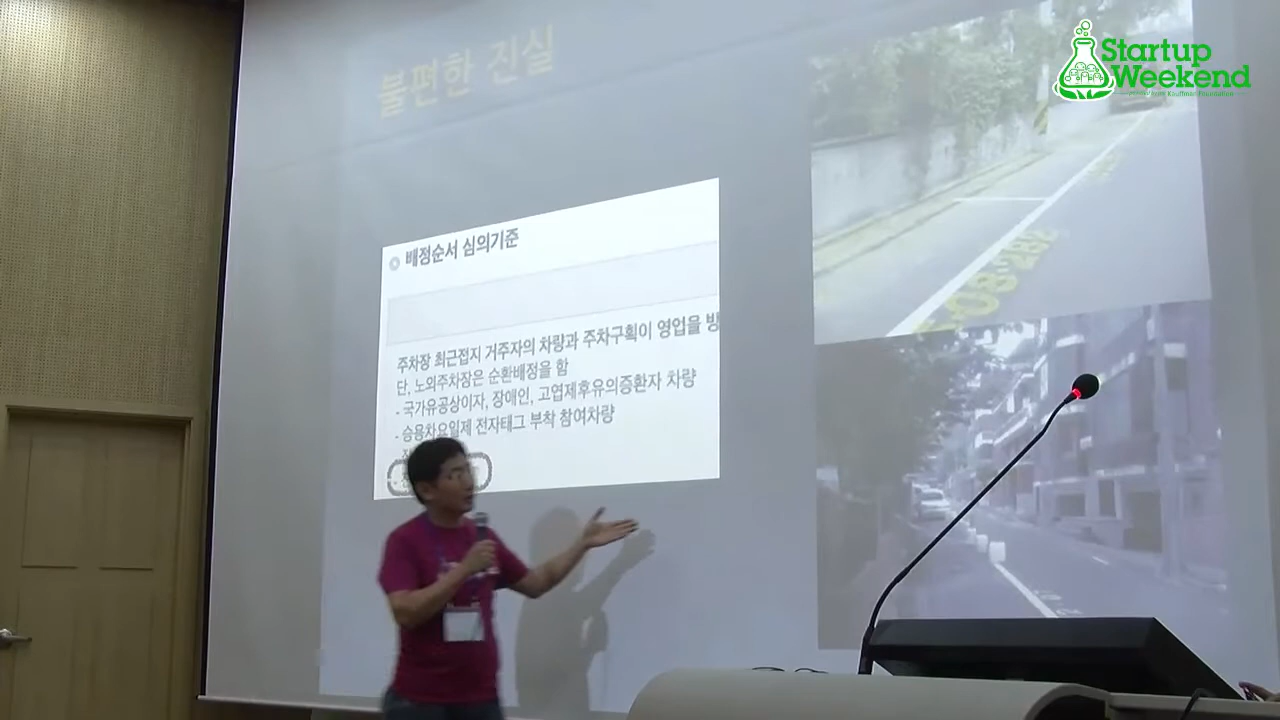 불편한 진실
Startup
Weekend
배정순서 심의기준
주차장 최근접지 거주자의 차량과 주차구획이 영업을 방
단, 노외주차장은 순환배정을 함
- 국가유공상이자, 장애인, 고엽제후유의증환자 차량
- 승용차요일제 전자태그 부착 참여차량